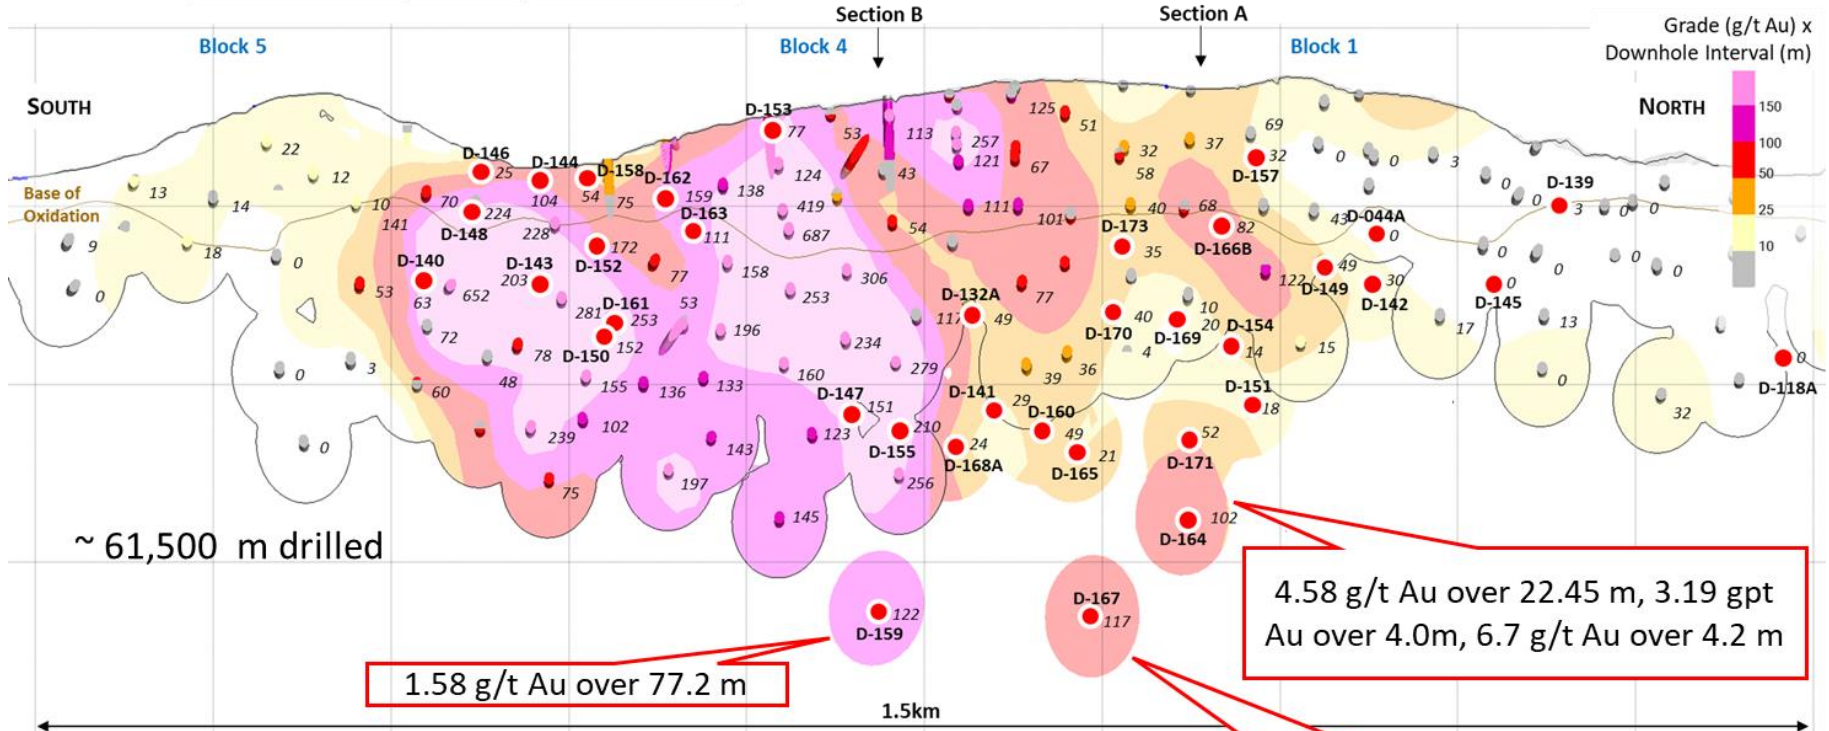 Section B
Section A
Grade (g/t Au) x
Downhole Interval (m)
Block 5
Block 4
Block 1
SOUTH
NORTH
150
100
50
25
10
D-153
77
53
113
257
121
125
51
67
32
58
37
69
D-157
32
0
0
3
22
12
13
14
10
D-146
25
D-144
104
D-158
54
75
D-162
159
138
124
43
Base of
Oxidation
141
70
224
D-148
228
172
D-152
D-163
111
419
687
54
111
101
40
68
D-173
35
82
D-166B
43
D-044A
0
0
0
D-139
3
0
0
9
18
0
0
53
D-140
63
652
D-143
203
281
D-161
253
D-150
152
77
53
158
253
306
D-132A
117
49
77
122
49
D-149
30
D-142
0
D-145
0
0
0
72
78
48
196
234
D-170
40
D-169
10
20
4
D-154
14
15
17
13
0
3
60
155
136
133
160
279
39
36
0
0
D-118A
D-147
151
D-141
29
D-151
18
32
0
239
102
143
123
210
D-155
24
D-168A
D-160
49
D-165
21
52
D-171
75
197
145
256
102
D-164
~ 61,500 m drilled
4.58 g/t Au over 22.45 m, 3.19 gpt
Au over 4.0m, 6.7 g/t Au over 4.2 m
122
D-159
D-167
117
1.58 g/t Au over 77.2 m
1.5km